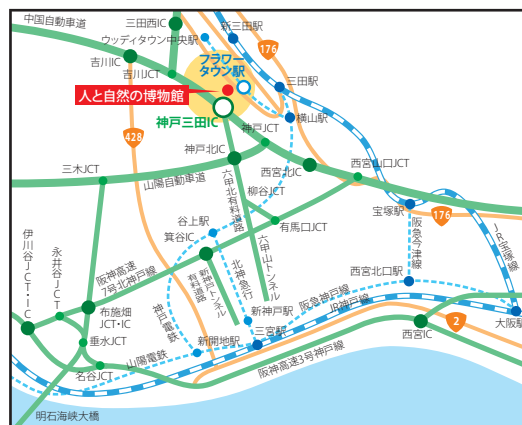 中国自動車道
三田西IC
新三田駅
ウッディタウン中央駅
176
吉川IC
フラワー
タウン駅
吉川JCT
三田駅
人と自然の博物館
横山駅
神戸三田IC
428
神戸JCT
神戸北IC
三木JCT
西宮北IC
西宮山口JCT
山陽自動車道
六甲北有料道路
柳谷JCT
宝塚駅
176
谷上駅
有馬口JCT
箕谷IC
阪急今津線
JR宝塚線
伊川谷JCT・IC
永井谷JCT
六甲山トンネル
阪神高速
7号北神戸線
新神戸トンネル
有料道路
北神急行
西宮北口駅
布施畑
JCT・IC
神戸電鉄
阪急神戸線
JR神戸線
新神戸駅
大阪駅
垂水JCT
三宮駅
2
西宮IC
新開地駅
山陽電鉄
名谷JCT
阪神高速3号神戸線
明石海峡大橋